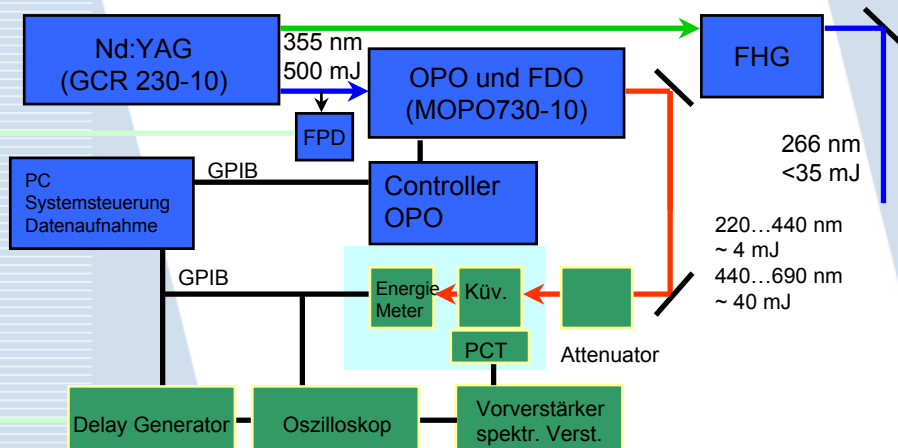 Nd:YAG
(GCR 230-10)
355 nm
500 mJ
OPO und FDO
(MOPO730-10)
FHG
FPD
266 nm
<35 mJ
PC
Systemsteuerung
Datenaufnahme
GPIB
Controller
OPO
220…440 nm
~ 4 mJ
440…690 nm
~ 40 mJ
GPIB
Energie
Meter
Küv.
PCT
Attenuator
Delay Generator
Oszilloskop
Vorverstärker
spektr. Verst.